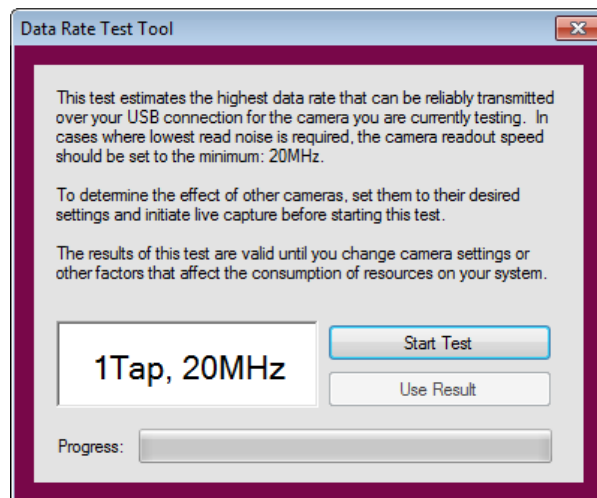 Data Rate Test Tool
This test estimates the highest data rate that can be reliably transmitted
over your USB connection for the camera you are currently testing. In
cases where lowest read noise is required, the camera readout speed
should be set to the minimum: 20MHz.
To determine the effect of other cameras, set them to their desired
settings and initiate live capture before starting this test.
The results of this test are valid until you change camera settings or
other factors that affect the consumption of resources on your system.
1Tap, 20MHz
Start Test
Use Result
Progress: